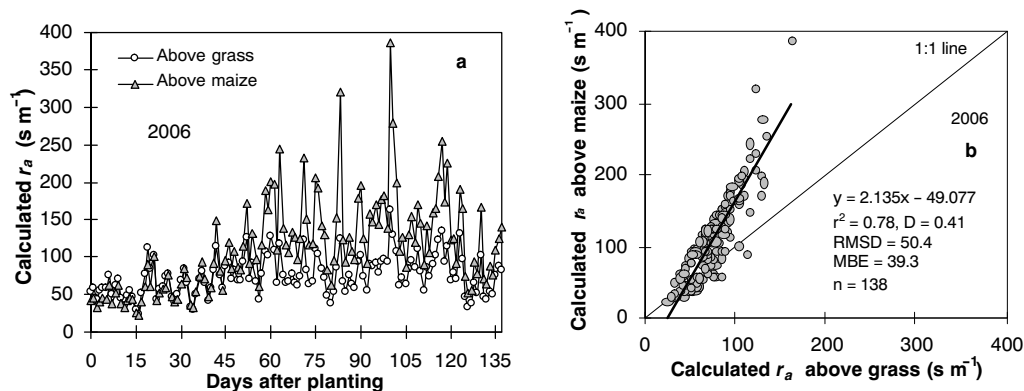 400
350
300
250
200
150
100
50
0
Calculated ra (s m−1)
Above grass
Above maize
a
2006
0 15 30 45 60 75 90 105 120 135
Days after planting
400
300
200
100
0
Calculated ra above maize (s m−1)
1:1 line
2006
b
y = 2.135x − 49.077
r2 = 0.78, D = 0.41
RMSD = 50.4
MBE = 39.3
n = 138
0 100 200 300 400
Calculated ra above grass (s m−1)